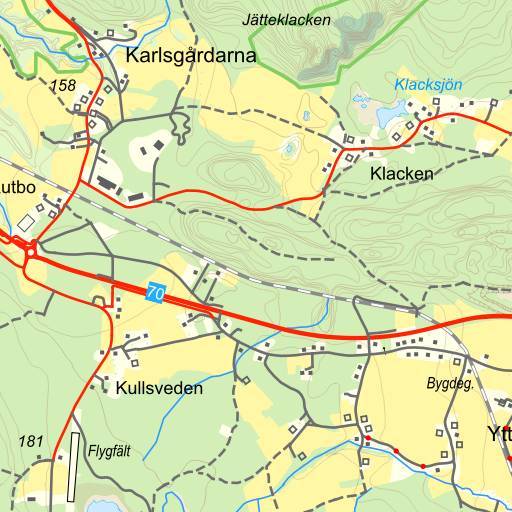 Jätteklacken
Karlsgårdarna
158
Klacksjön
Klacken
utbo
70
Kullsveden
Bygdeg.
Ytt
181
Flygfält